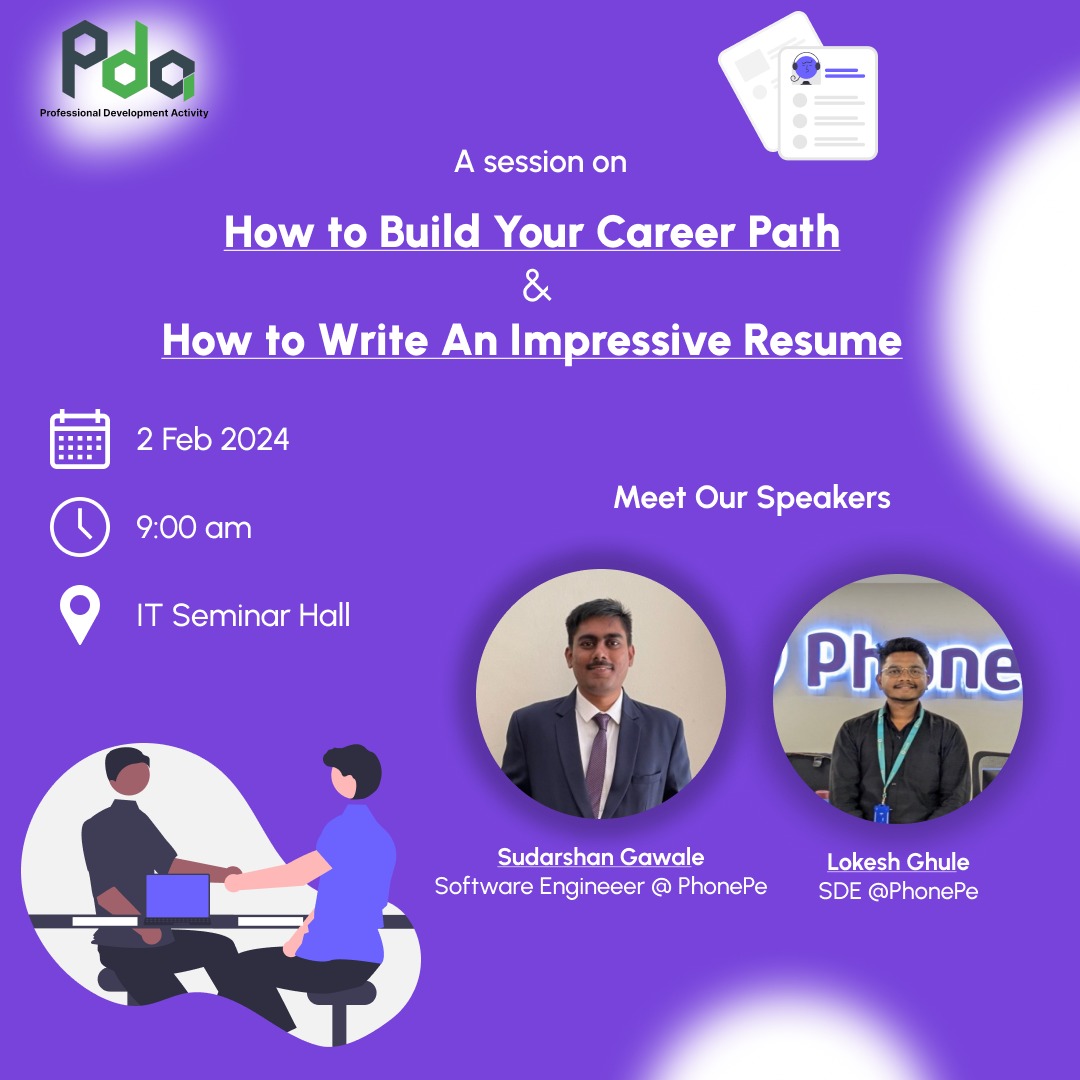 Pda
Professional Development Activity
A session on
How to Build Your Career Path
&
How to Write An Impressive Resume
2 Feb 2024
9:00 am
IT Seminar Hall
Meet Our Speakers
Phone
Sudarshan Gawale
Software Engineeer @ PhonePe
Lokesh Ghule
SDE @PhonePe